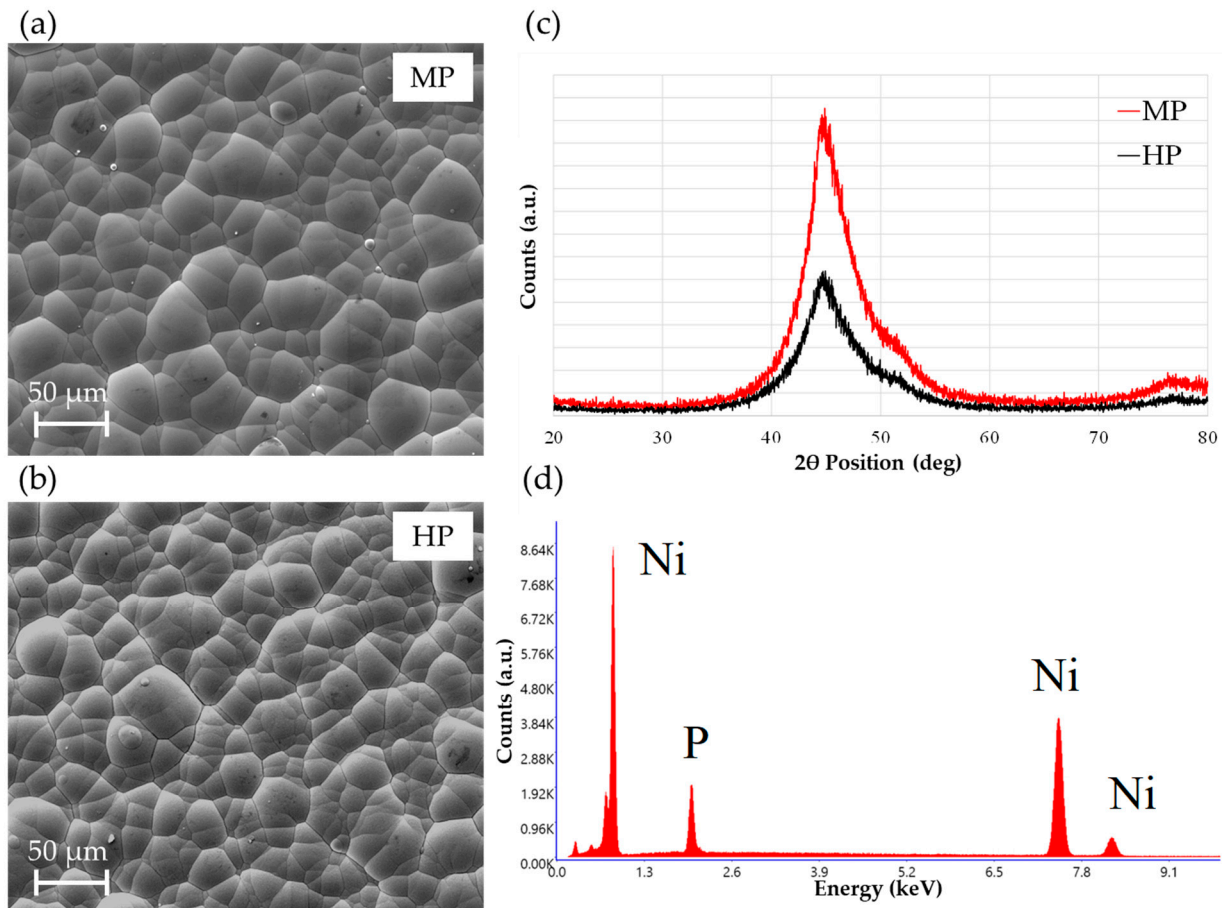 (a)
MP
50 μm
(b)
HP
50 μm
(c)
Counts (a.u.)
MP
HP
20 30 40 50 60 70 80
2θ Position (deg)
(d)
Counts (a.u.)
8.64K
7.68K
6.72K
5.76K
4.80K
3.84K
2.88K
1.92K
0.96K
0.00K
Ni
P
Ni
Ni
0.0 1.3 2.6 3.9 5.2 6.5 7.8 9.1
Energy (keV)